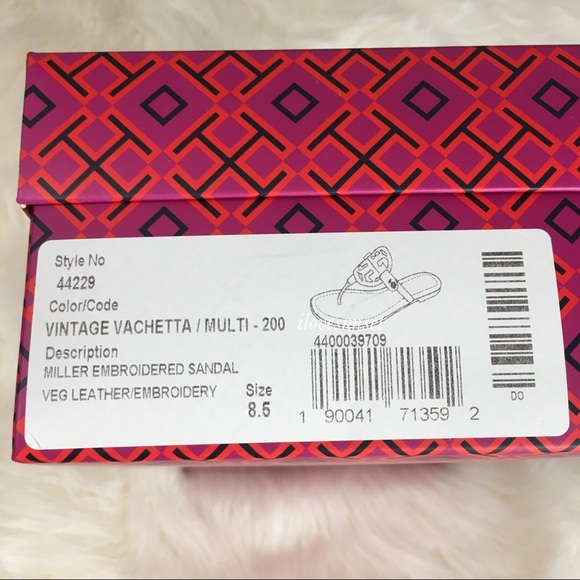 Style No
44229
Color/Code
VINTAGE VACHETTA / MULTI - 200
Description
MILLER EMBROIDERED SANDAL
VEG LEATHER/EMBROIDERY
Size
8.5
4400039709
1 90041 71359 2
DO